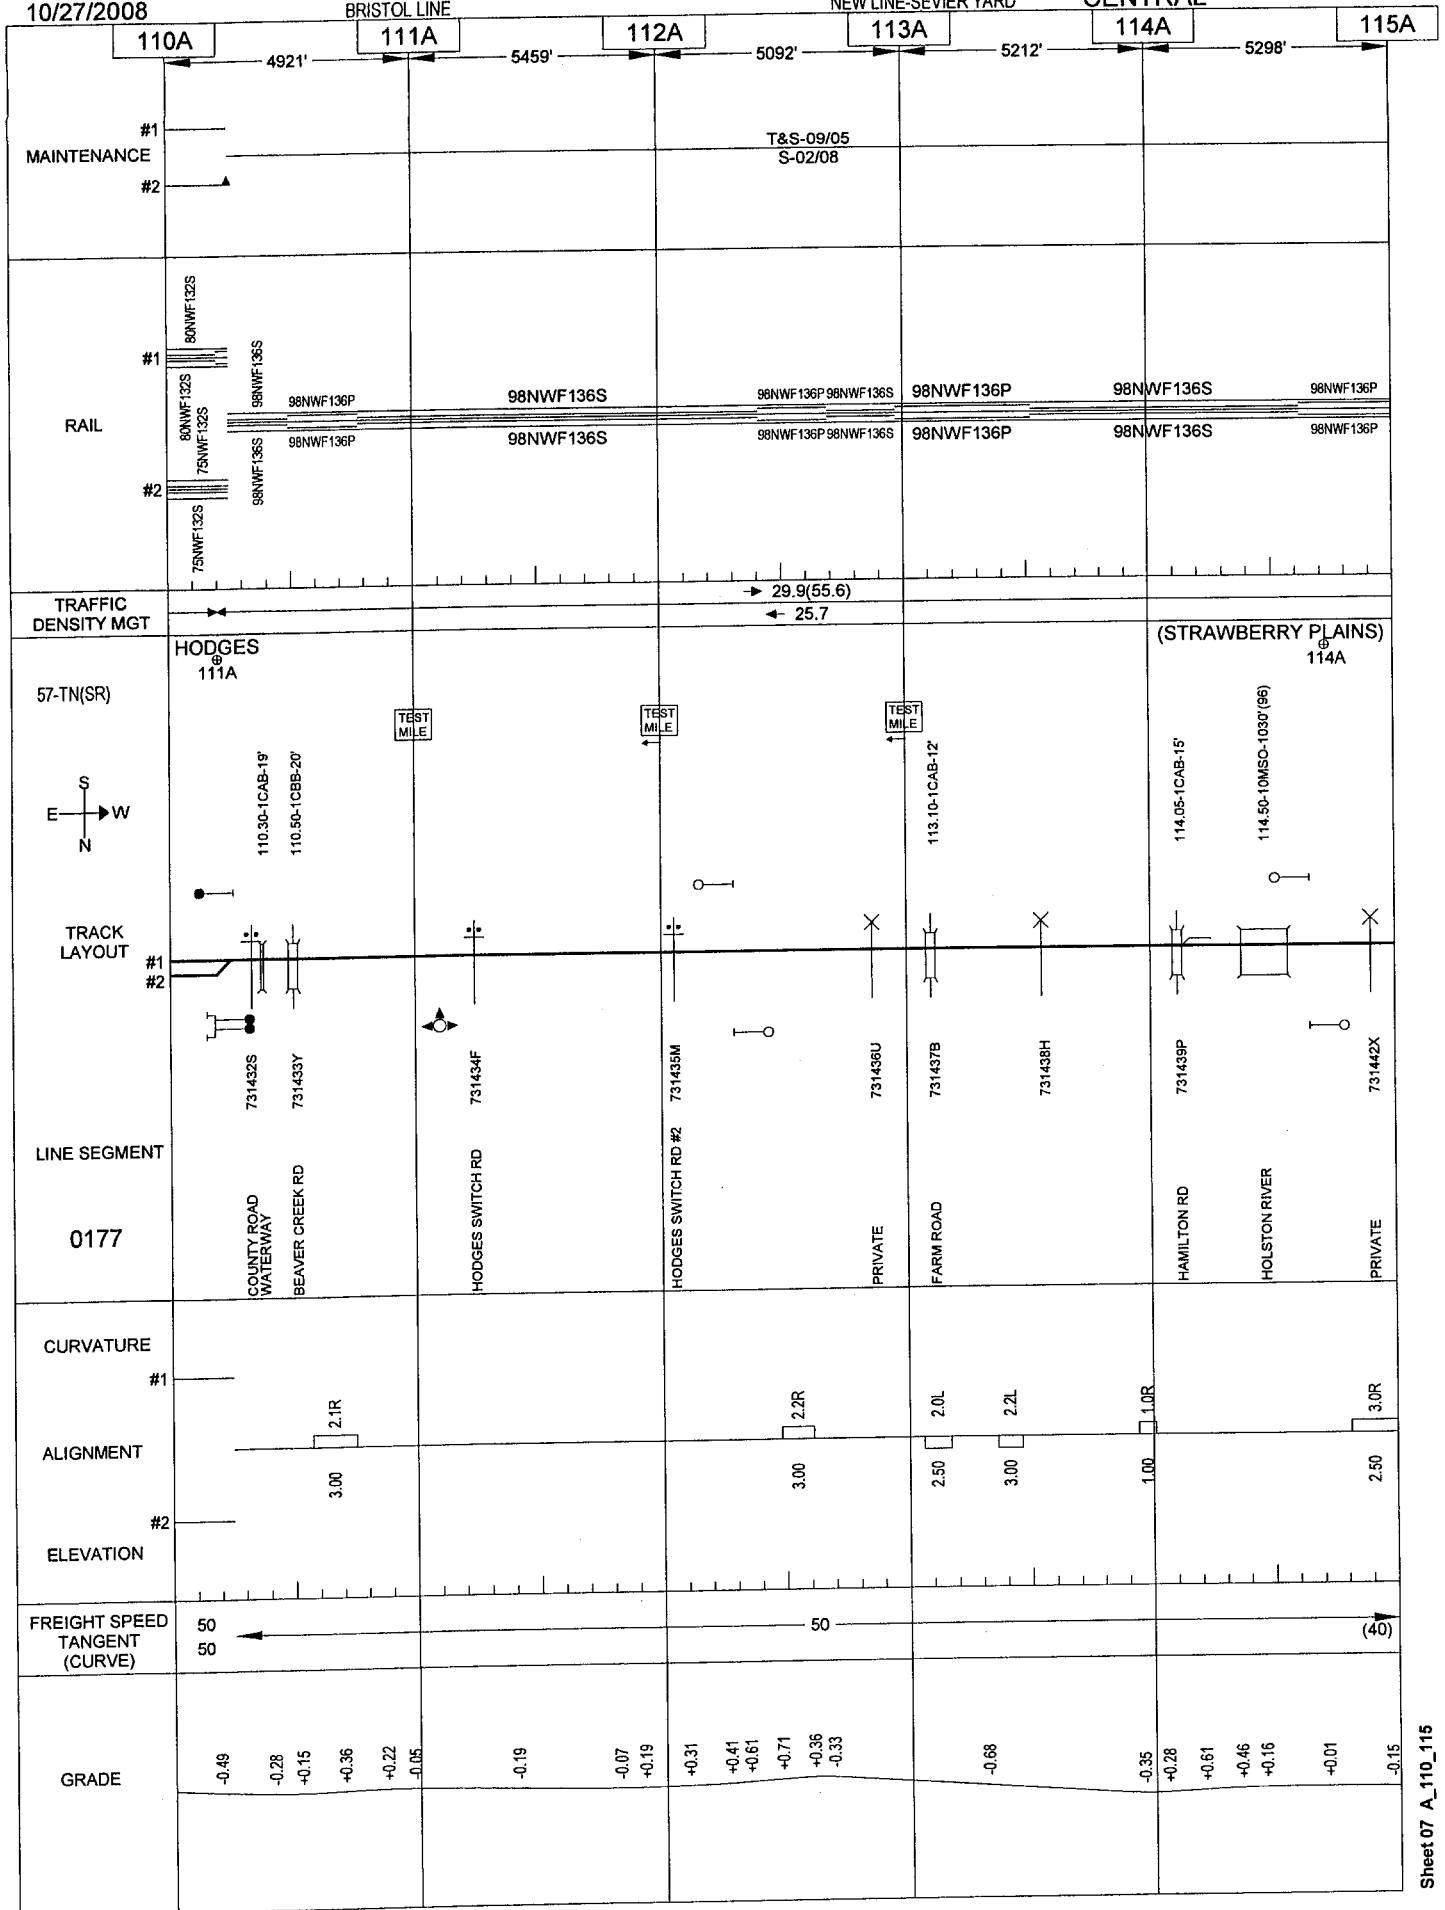 10/27/2008
BRISTOL LINE
NEW LINE-SEVIER YARD
CENTRAL
110A 111A 112A 113A 114A 115A
4921' 5459' 5092' 5212' 5298'
MAINTENANCE
#1
#2
T&S-09/05
S-02/08
RAIL
#1
#2
80NWF132S
80NWF132S
75NWF132S
75NWF132S
98NWF136S
98NWF136S
98NWF136P 98NWF136S 98NWF136P 98NWF136S 98NWF136P 98NWF136S 98NWF136P
98NWF136P 98NWF136S 98NWF136P 98NWF136S 98NWF136P 98NWF136S 98NWF136P
TRAFFIC
DENSITY MGT
29.9(55.6)
25.7
HODGES
111A
(STRAWBERRY PLAINS)
114A
57-TN(SR)
TEST
MILE
TEST
MILE
TEST
MILE
S
E W
N
110.30-1CAB-19'
110.50-1CBB-20'
113.10-1CAB-12'
114.05-1CAB-15'
114.50-10MSO-1030'(96)
TRACK
LAYOUT
#1
#2
731432S
731433Y
731434F
731435M
731436U
731437B
731438H
731439P
731442X
LINE SEGMENT
0177
COUNTY ROAD
WATERWAY
BEAVER CREEK RD
HODGES SWITCH RD
HODGES SWITCH RD #2
PRIVATE
FARM ROAD
HAMILTON RD
HOLSTON RIVER
PRIVATE
CURVATURE
#1
ALIGNMENT
#2
ELEVATION
2.1R 2.2R 2.0L 2.2L 1.0R 3.0R
3.00 3.00 2.50 3.00 1.00 2.50
FREIGHT SPEED
TANGENT
(CURVE)
50
50
50
(40)
GRADE
-0.49 -0.28 +0.15 +0.36 +0.22 -0.05 -0.19 -0.07 +0.19 +0.31 +0.41 +0.61 +0.71 +0.36 -0.33 -0.68 -0.35 +0.28 +0.61 +0.46 +0.16 +0.01 -0.15
Sheet 07 A_110_115